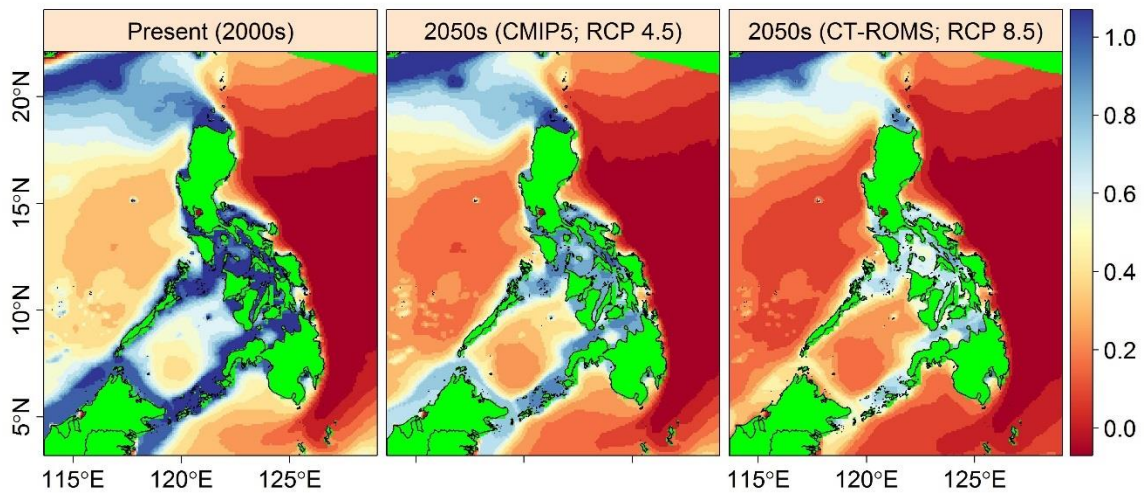 Present (2000s)
2050s (CMIP5; RCP 4.5)
2050s (CT-ROMS; RCP 8.5)
20°N
15°N
10°N
5°N
115°E 120°E 125°E
115°E 120°E 125°E
1.0
0.8
0.6
0.4
0.2
0.0